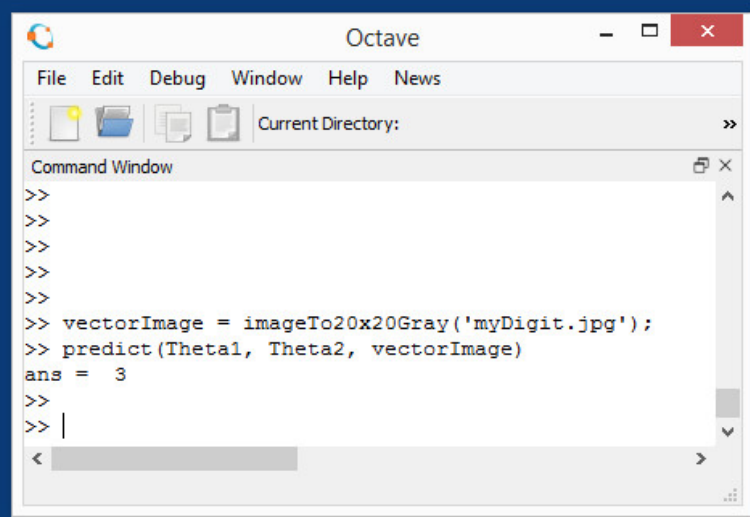 Octave
File Edit Debug Window Help News
Current Directory:
»
Command Window
>>
>>
>>
>>
>>
>> vectorImage = imageTo20x20Gray('myDigit.jpg');
>> predict(Theta1, Theta2, vectorImage)
ans =  3
>>
>>